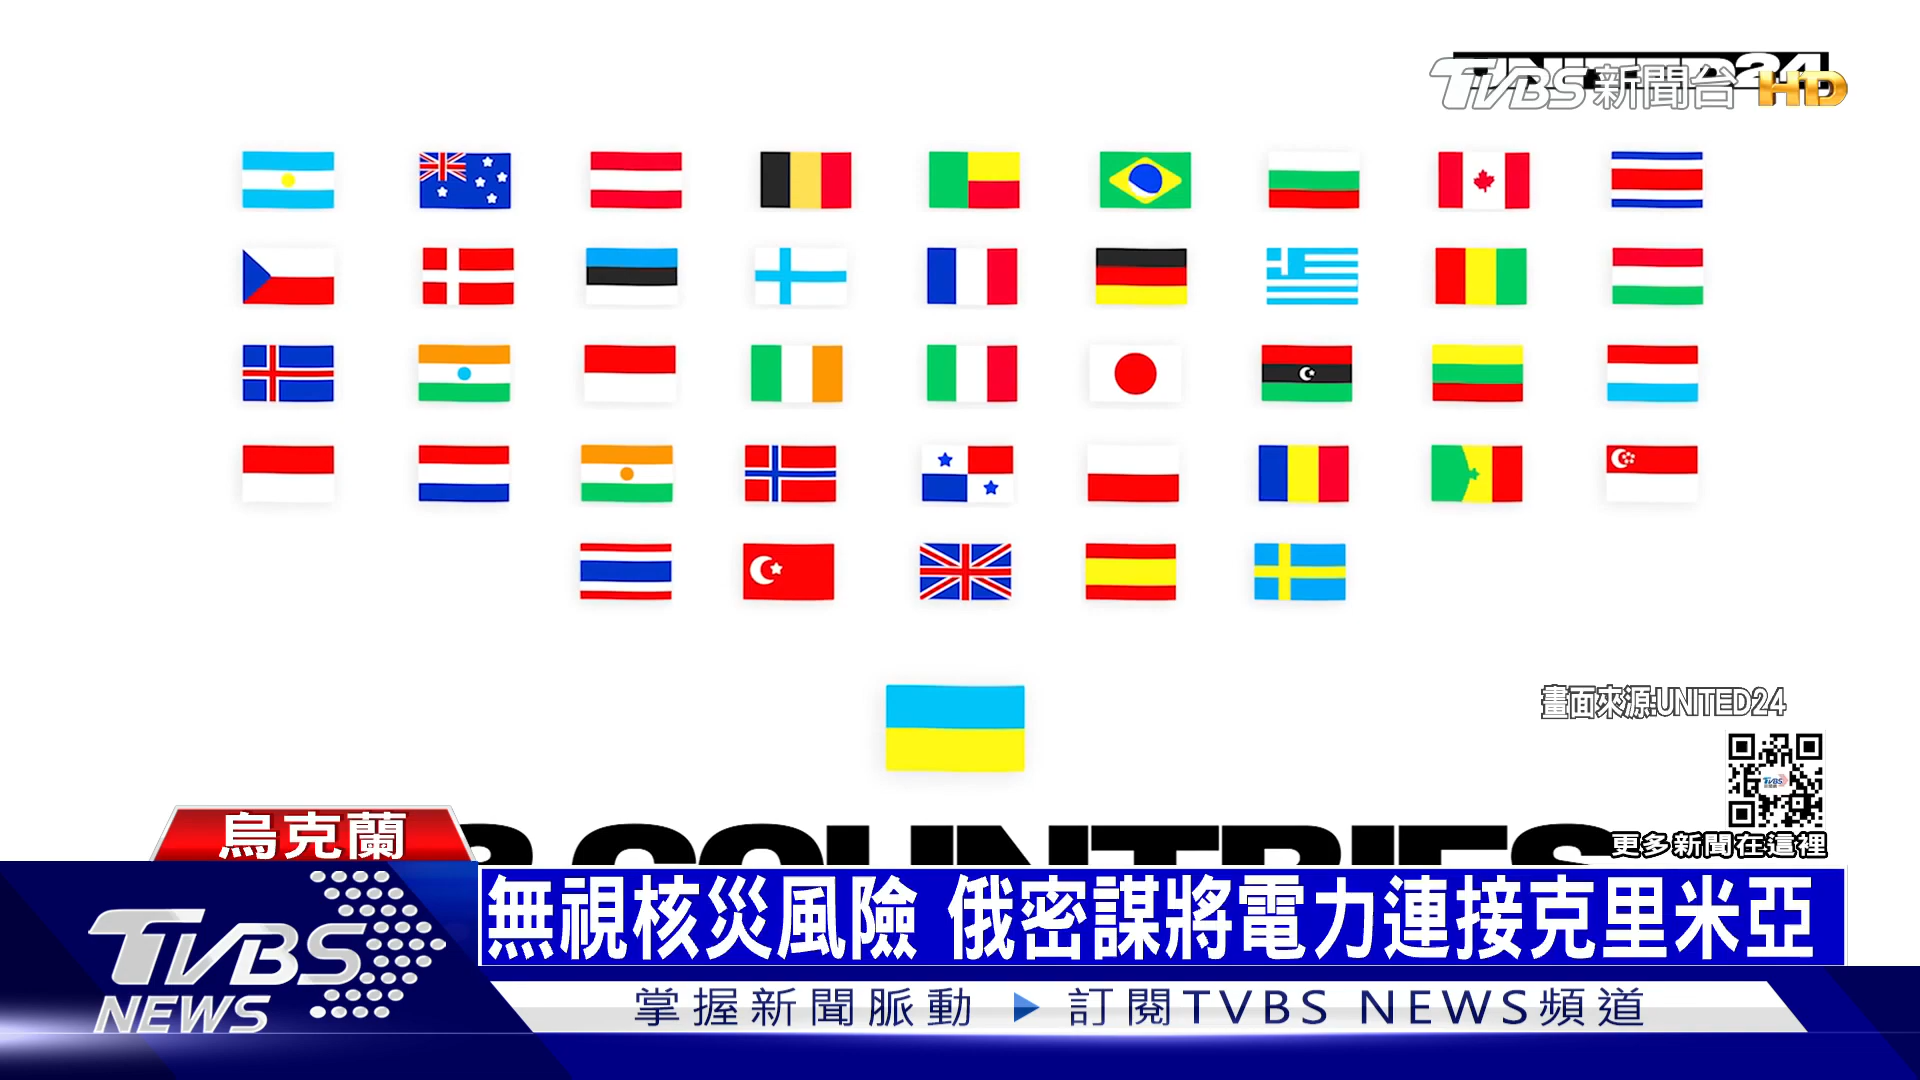 TVBS新聞台 HD
畫面來源:UNITED24
更多新聞在這裡
烏克蘭
COUNTRIES
無視核災風險 俄密謀將電力連接克里米亞
TVBS NEWS
掌握新聞脈動 ▶ 訂閱TVBS NEWS頻道